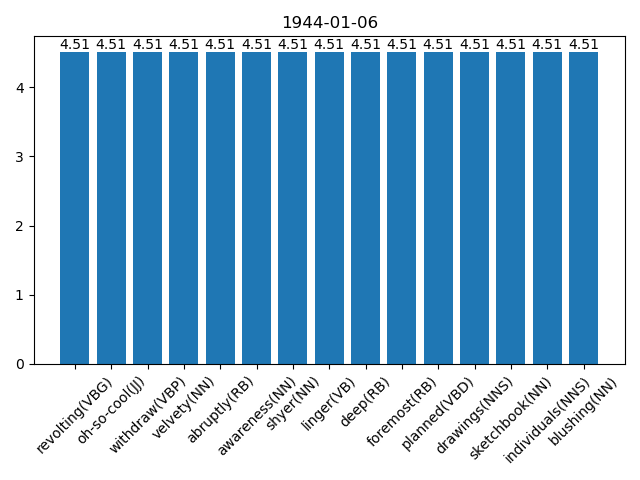 1944-01-06
4.51 4.51 4.51 4.51 4.51 4.51 4.51 4.51 4.51 4.51 4.51 4.51 4.51 4.51 4.51
4
3
2
1
0
revolting(VBG)
oh-so-cool(JJ)
withdraw(VBP)
velvety(NN)
abruptly(RB)
awareness(NN)
shyer(NN)
linger(VB)
deep(RB)
foremost(RB)
planned(VBD)
drawings(NNS)
sketchbook(NN)
individuals(NNS)
blushing(NN)